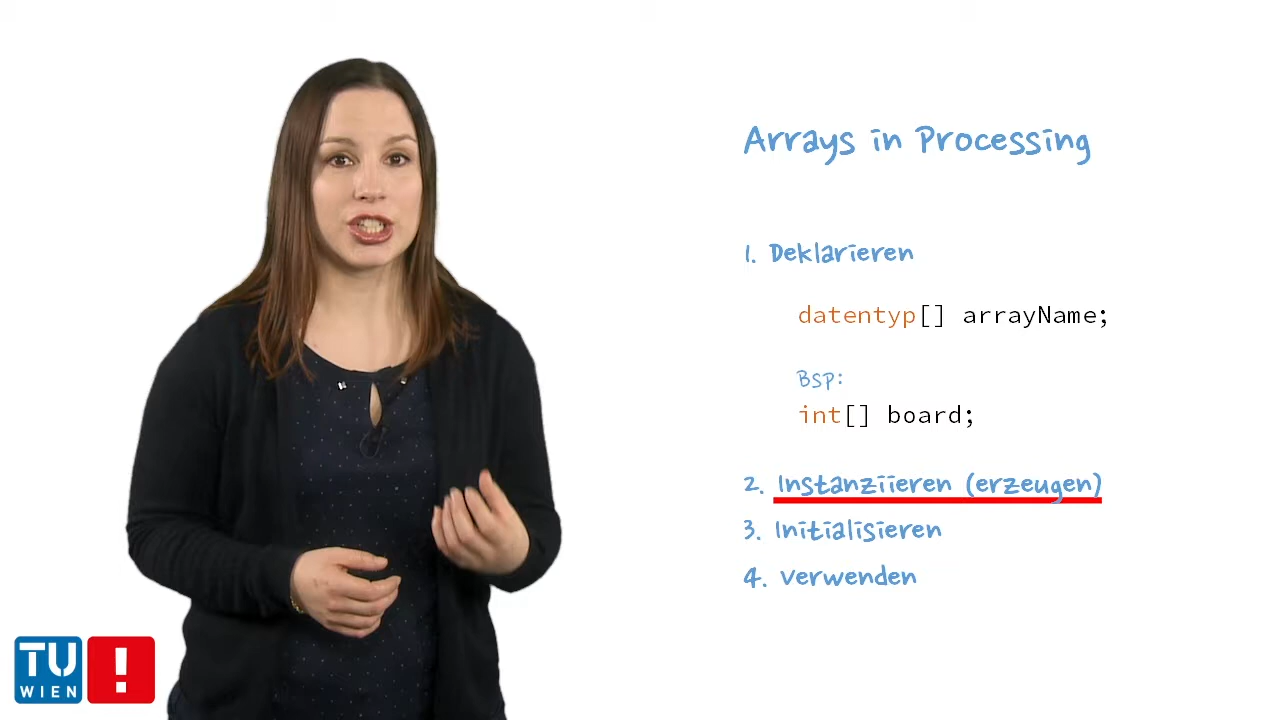 Arrays in Processing
1. Deklarieren
datentyp[] arrayName;
Bsp:
int[] board;
2. Instanziieren (erzeugen)
3. Initialisieren
4. Verwenden
TU
WIEN
!